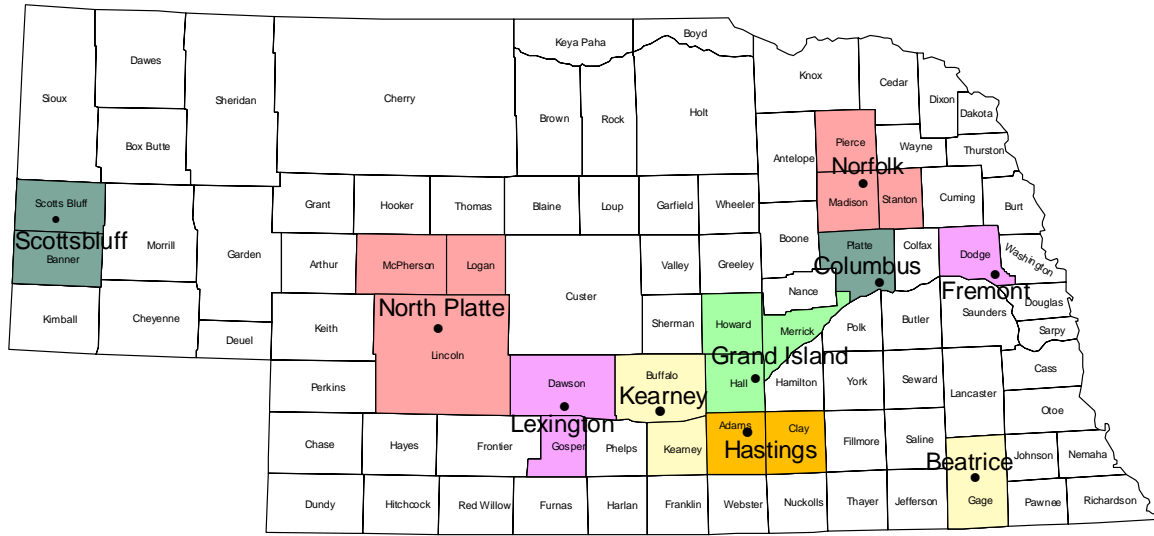 Boyd
Keya Paha
Dawes
Knox
Cedar
Sioux
Sheridan
Cherry
Dixon
Holt
Dakota
Brown
Rock
Box Butte
Pierce
Wayne
Thurston
Antelope
Norfolk
Scotts Bluff
Grant
Hooker
Thomas
Blaine
Loup
Garfield
Wheeler
Madison
Stanton
Cuming
Burt
Scottsbluff
Morrill
Boone
Platte
Colfax
Banner
Garden
Arthur
McPherson
Logan
Valley
Greeley
Columbus
Dodge
Washington
Nance
Fremont
Custer
North Platte
Kimball
Cheyenne
Keith
Sherman
Howard
Merrick
Polk
Butler
Saunders
Douglas
Deuel
Lincoln
Grand Island
Sarpy
Perkins
Dawson
Buffalo
Hall
Hamilton
York
Seward
Lancaster
Cass
Kearney
Otoe
Lexington
Adams
Clay
Chase
Hayes
Frontier
Gosper
Phelps
Kearney
Hastings
Fillmore
Saline
Beatrice
Johnson
Nemaha
Dundy
Hitchcock
Red Willow
Furnas
Harlan
Franklin
Webster
Nuckolls
Thayer
Jefferson
Gage
Pawnee
Richardson